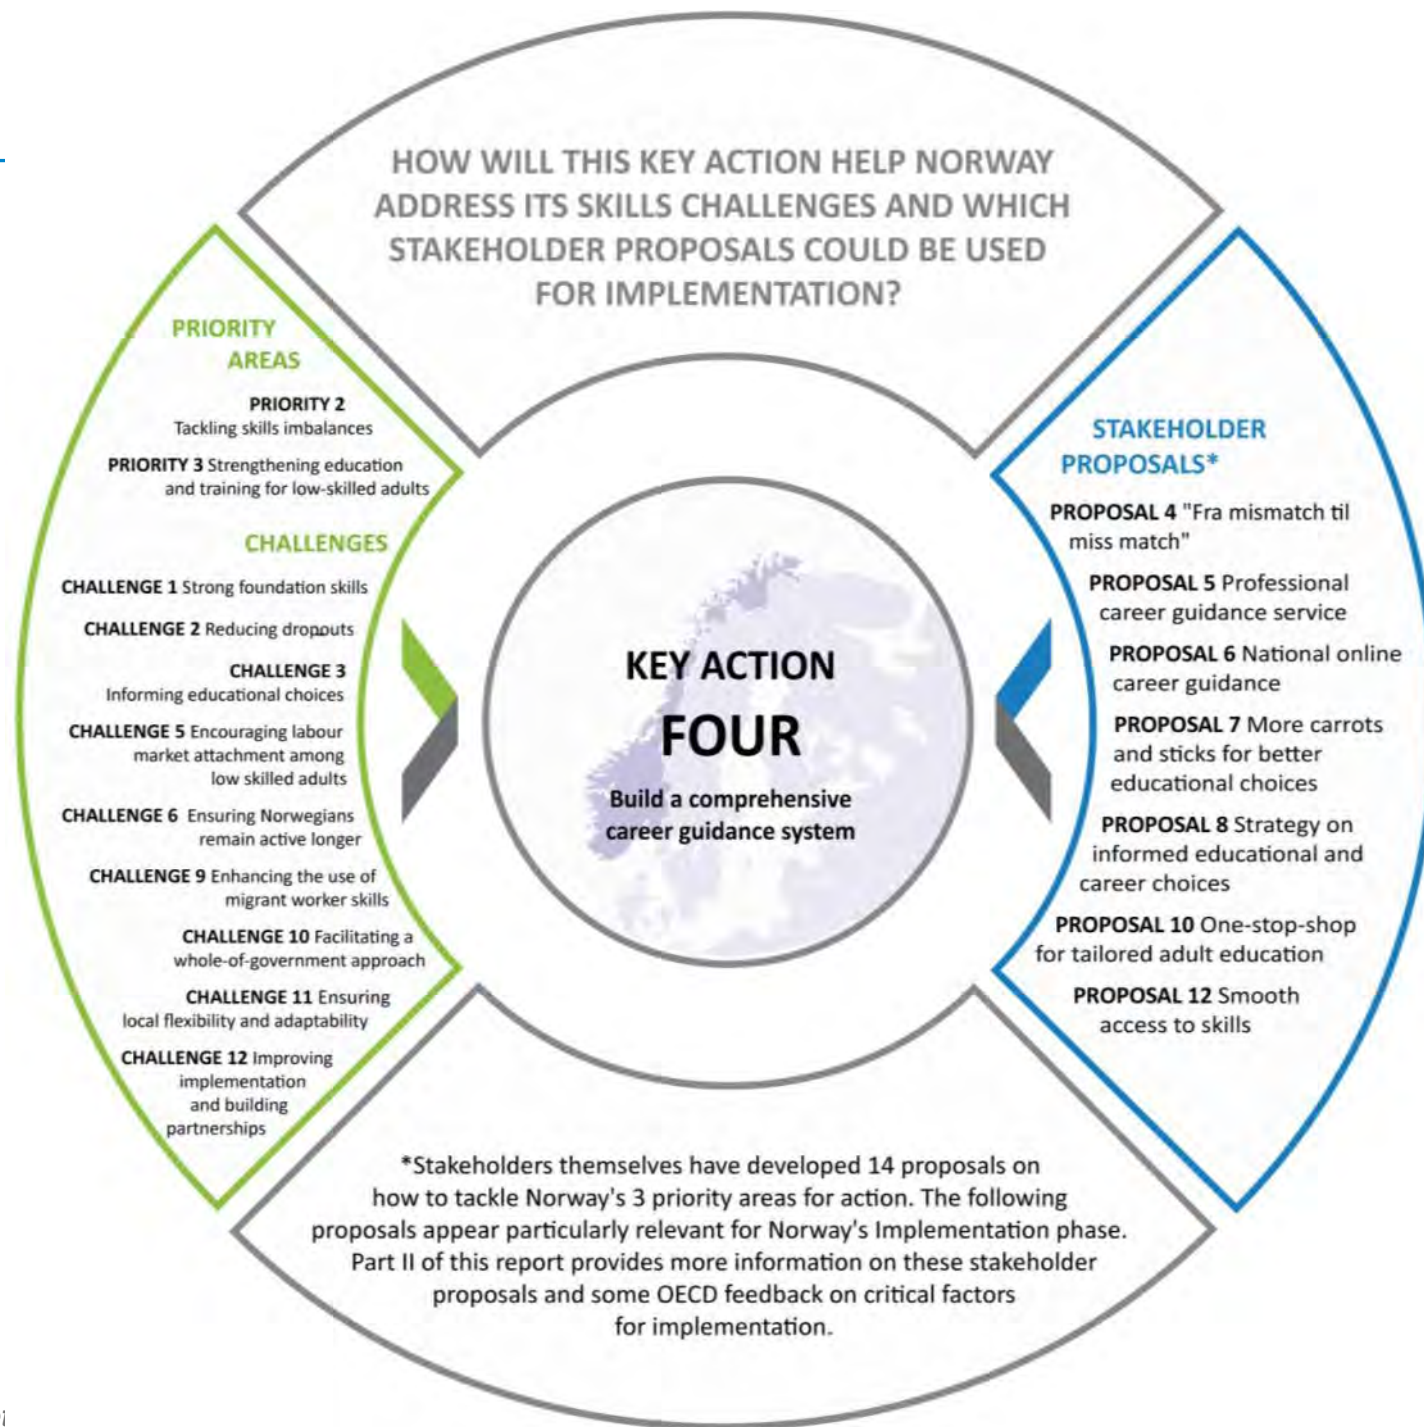 HOW WILL THIS KEY ACTION HELP NORWAY
ADDRESS ITS SKILLS CHALLENGES AND WHICH
STAKEHOLDER PROPOSALS COULD BE USED
FOR IMPLEMENTATION?
PRIORITY
AREAS
PRIORITY 2
Tackling skills imbalances
PRIORITY 3 Strengthening education
and training for low-skilled adults
CHALLENGES
CHALLENGE 1 Strong foundation skills
CHALLENGE 2 Reducing dropouts
CHALLENGE 3
Informing educational choices
CHALLENGE 5 Encouraging labour
market attachment among
low skilled adults
CHALLENGE 6 Ensuring Norwegians
remain active longer
CHALLENGE 9 Enhancing the use of
migrant worker skills
CHALLENGE 10 Facilitating a
whole-of-government approach
CHALLENGE 11 Ensuring
local flexibility and adaptability
CHALLENGE 12 Improving
implementation
and building
partnerships
KEY ACTION
FOUR
Build a comprehensive
career guidance system
STAKEHOLDER
PROPOSALS*
PROPOSAL 4 "Fra mismatch til
miss match"
PROPOSAL 5 Professional
career guidance service
PROPOSAL 6 National online
career guidance
PROPOSAL 7 More carrots
and sticks for better
educational choices
PROPOSAL 8 Strategy on
informed educational and
career choices
PROPOSAL 10 One-stop-shop
for tailored adult education
PROPOSAL 12 Smooth
access to skills
*Stakeholders themselves have developed 14 proposals on
how to tackle Norway's 3 priority areas for action. The following
proposals appear particularly relevant for Norway's Implementation phase.
Part II of this report provides more information on these stakeholder
proposals and some OECD feedback on critical factors
for implementation.